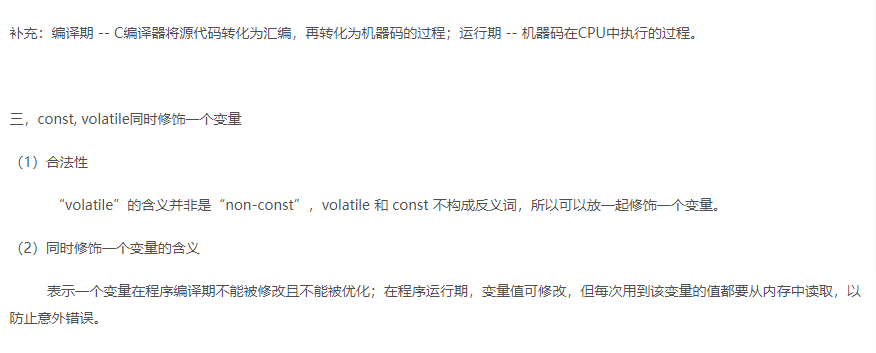 补充：编译期 -- C编译器将源代码转化为汇编，再转化为机器码的过程；运行期 -- 机器码在CPU中执行的过程。
三，const, volatile同时修饰一个变量
（1）合法性
“volatile”的含义并非是“non-const”，volatile 和 const 不构成反义词，所以可以放一起修饰一个变量。
（2）同时修饰一个变量的含义
表示一个变量在程序编译期不能被修改且不能被优化；在程序运行期，变量值可修改，但每次用到该变量的值都要从内存中读取，以
防止意外错误。